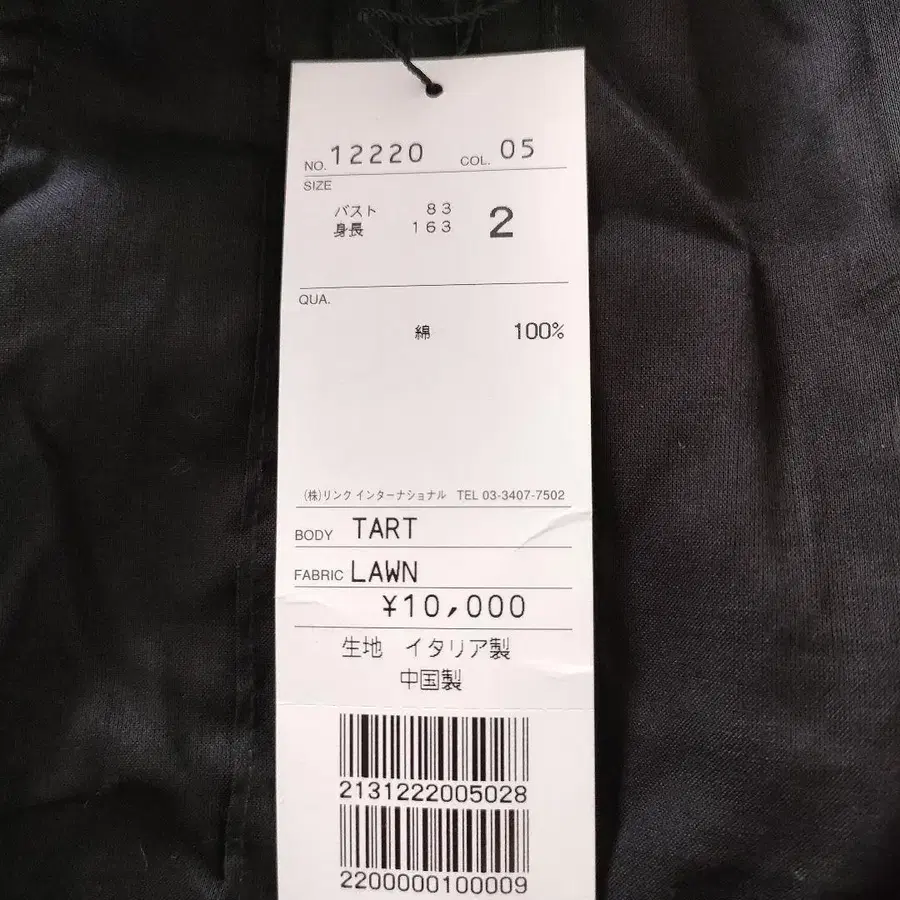 NO. 12220 COL. 05
SIZE
バスト 83 2
身長 163
QUA.
綿 100%
(株)リンク インターナショナル TEL 03-3407-7502
BODY TART
FABRIC LAWN
¥10,000
生地 イタリア製
中国製
2131222005028
2200000100009